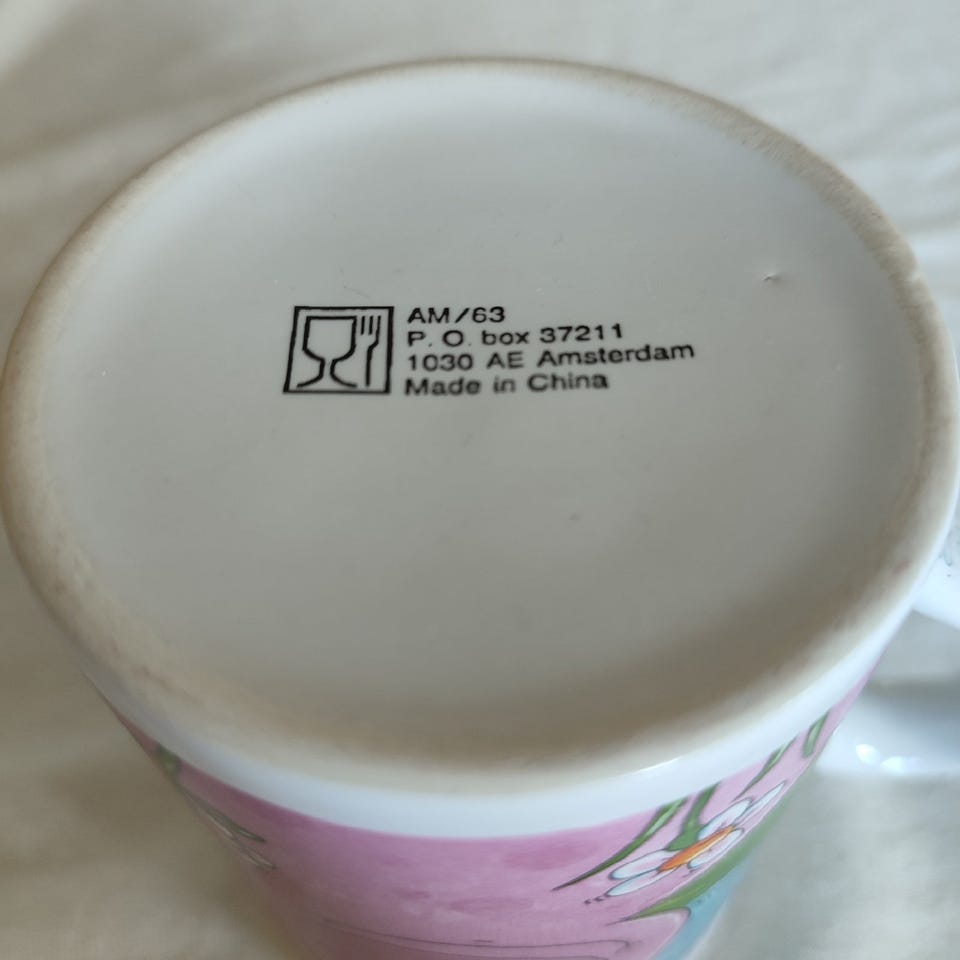 AM/63
P. O. box 37211
1030 AE Amsterdam
Made in China